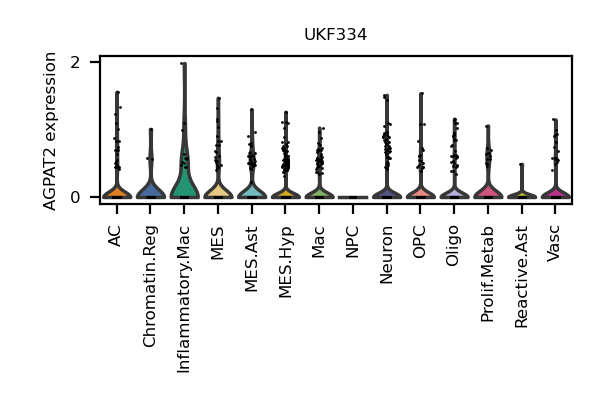 UKF334
AGPAT2 expression
2
0
AC
Chromatin.Reg
Inflammatory.Mac
MES
MES.Ast
MES.Hyp
Mac
NPC
Neuron
OPC
Oligo
Prolif.Metab
Reactive.Ast
Vasc